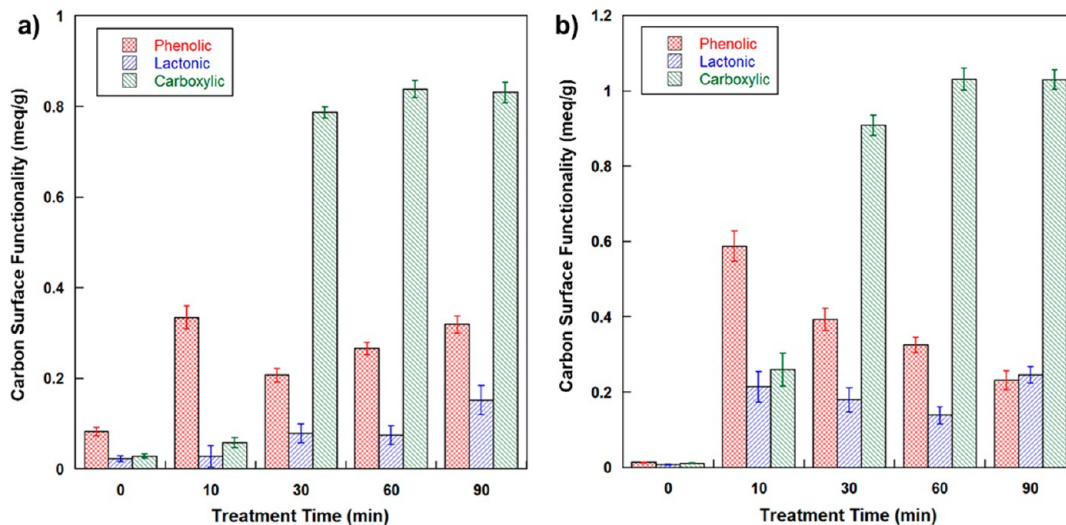 a)
Carbon Surface Functionality (meq/g)
1
0.8
0.6
0.4
0.2
0
Phenolic
Lactonic
Carboxylic
0 10 30 60 90
Treatment Time (min)
b)
Carbon Surface Functionality (meq/g)
1.2
1
0.8
0.6
0.4
0.2
0
Phenolic
Lactonic
Carboxylic
0 10 30 60 90
Treatment Time (min)